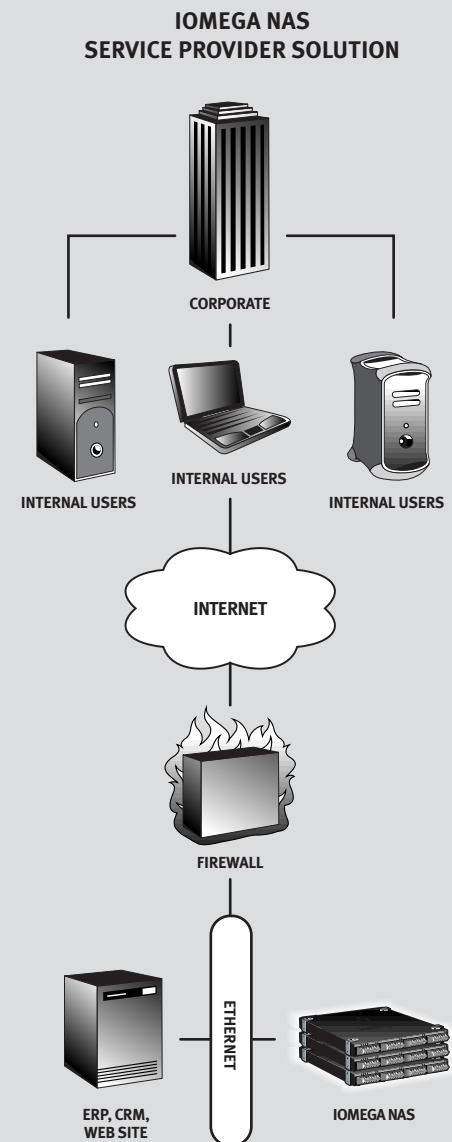 IOMEGA NAS
SERVICE PROVIDER SOLUTION
CORPORATE
INTERNAL USERS
INTERNAL USERS
INTERNAL USERS
INTERNET
FIREWALL
ETHERNET
ERP, CRM,
WEB SITE
IOMEGA NAS